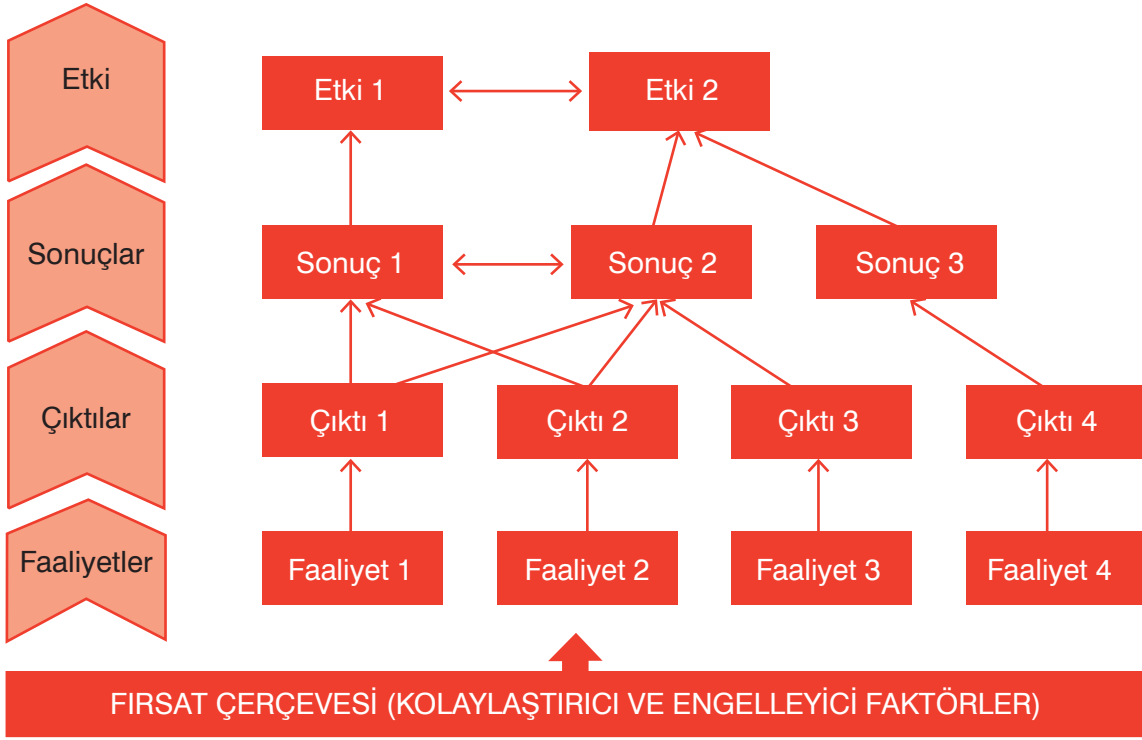 Etki
Etki 1
Etki 2
Sonuçlar
Sonuç 1
Sonuç 2
Sonuç 3
Çıktılar
Çıktı 1
Çıktı 2
Çıktı 3
Çıktı 4
Faaliyetler
Faaliyet 1
Faaliyet 2
Faaliyet 3
Faaliyet 4
FIRSAT ÇERÇEVESİ (KOLAYLAŞTIRICI VE ENGELLEYİCİ FAKTÖRLER)